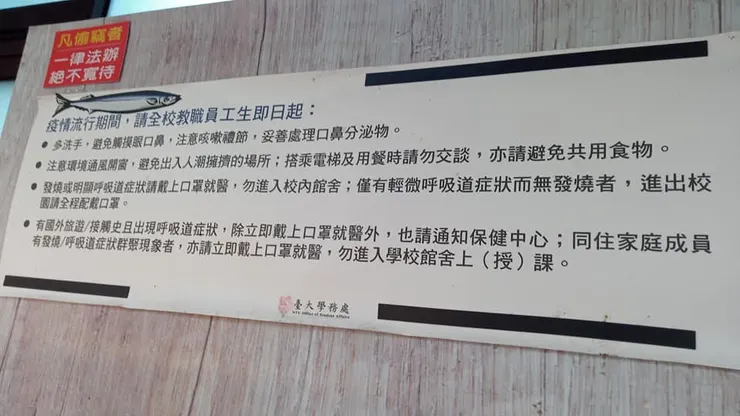 凡偷竊者
一律法辦
絕不寬待
疫情流行期間，請全校教職員工生即日起：
● 多洗手，避免觸摸眼口鼻，注意咳嗽禮節，妥善處理口鼻分泌物。
● 注意環境通風開窗，避免出入人潮擁擠的場所；搭乘電梯及用餐時請勿交談，亦請避免共用食物。
● 發燒或明顯呼吸道症狀請戴上口罩就醫，勿進入校內館舍；僅有輕微呼吸道症狀而無發燒者，進出校
園請全程配戴口罩。
● 有國外旅遊/接觸史且出現呼吸道症狀，除立即戴上口罩就醫外，也請通知保健中心；同住家庭成員
有發燒/呼吸道症狀群聚現象者，亦請立即戴上口罩就醫，勿進入學校館舍上（授）課。
臺大學務處
NTU Office of Student Affairs